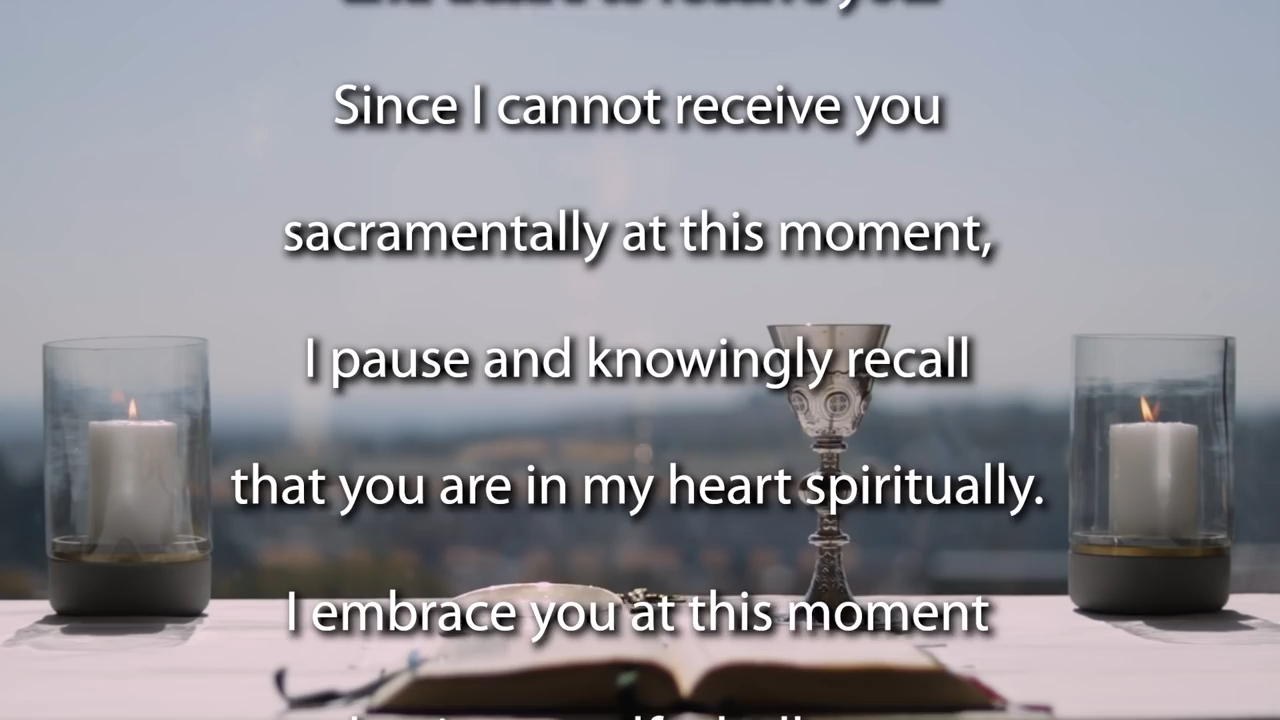 Since I cannot receive you
sacramentally at this moment,
I pause and knowingly recall
that you are in my heart spiritually.
I embrace you at this moment